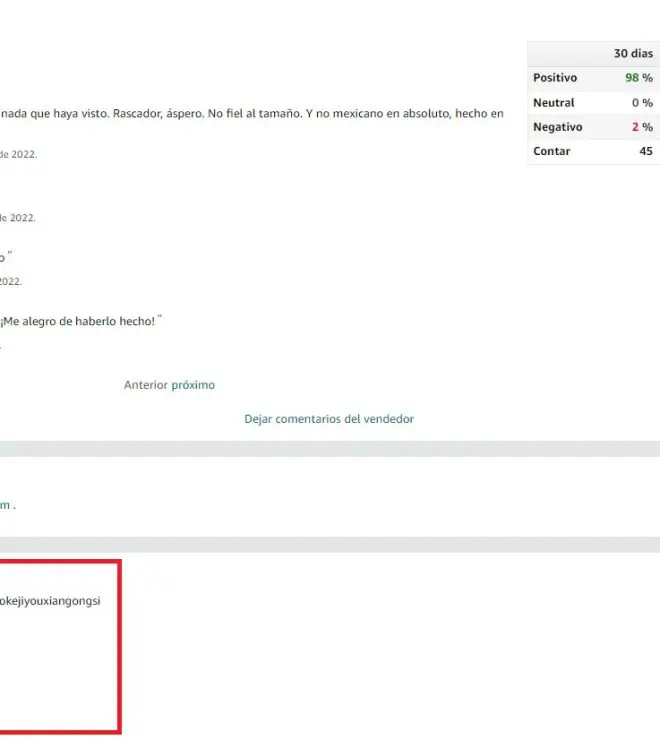 30 días
Positivo 98 %
Neutral 0 %
Negativo 2 %
Contar 45
nada que haya visto. Rascador, áspero. No fiel al tamaño. Y no mexicano en absoluto, hecho en
de 2022.
de 2022.
o "
2022.
¡Me alegro de haberlo hecho! "
Anterior próximo
Dejar comentarios del vendedor
m .
okejiyouxiangongsi